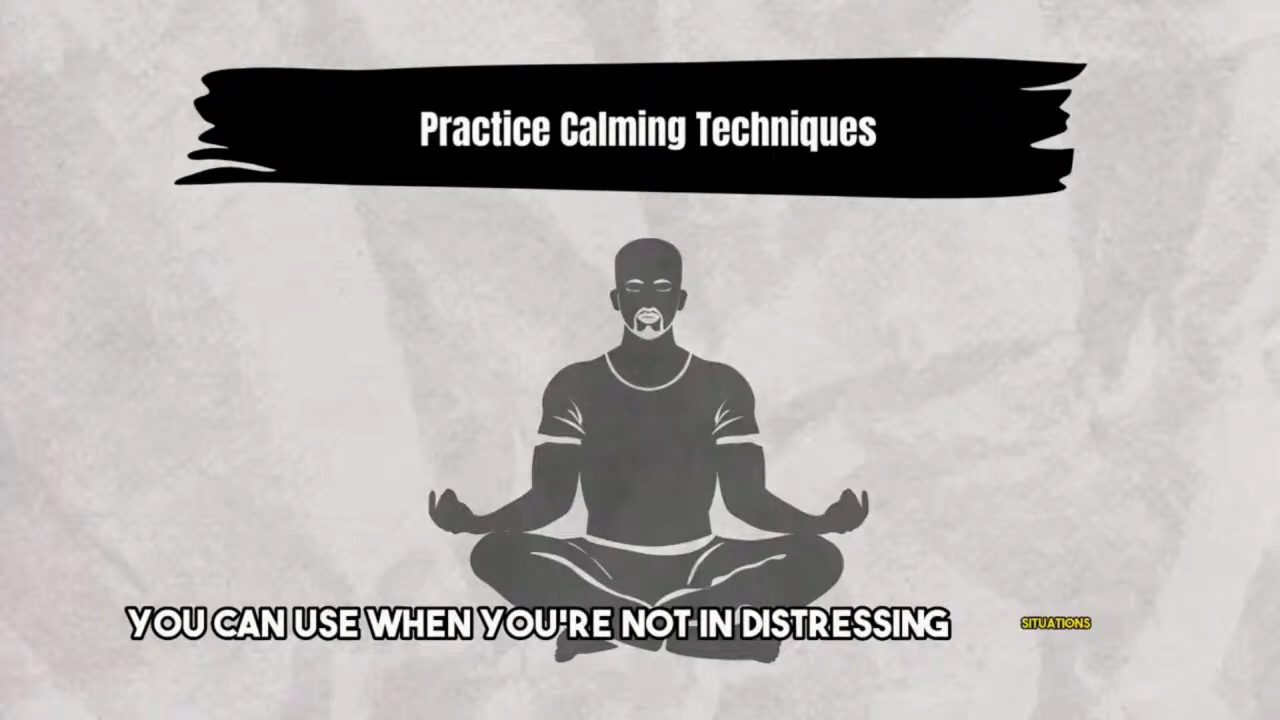 Practice Calming Techniques
YOU CAN USE WHEN YOU'RE NOT IN DISTRESSING SITUATIONS